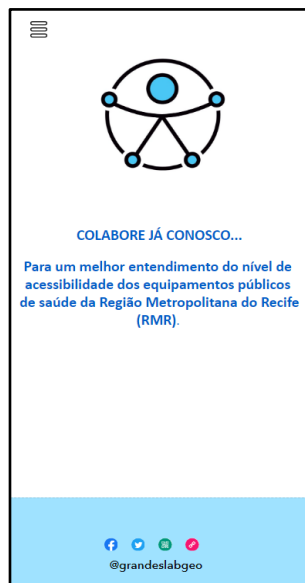 COLABORE JÁ CONOSCO...
Para um melhor entendimento do nível de
acessibilidade dos equipamentos públicos
de saúde da Região Metropolitana do Recife
(RMR).
@grandeslabgeo